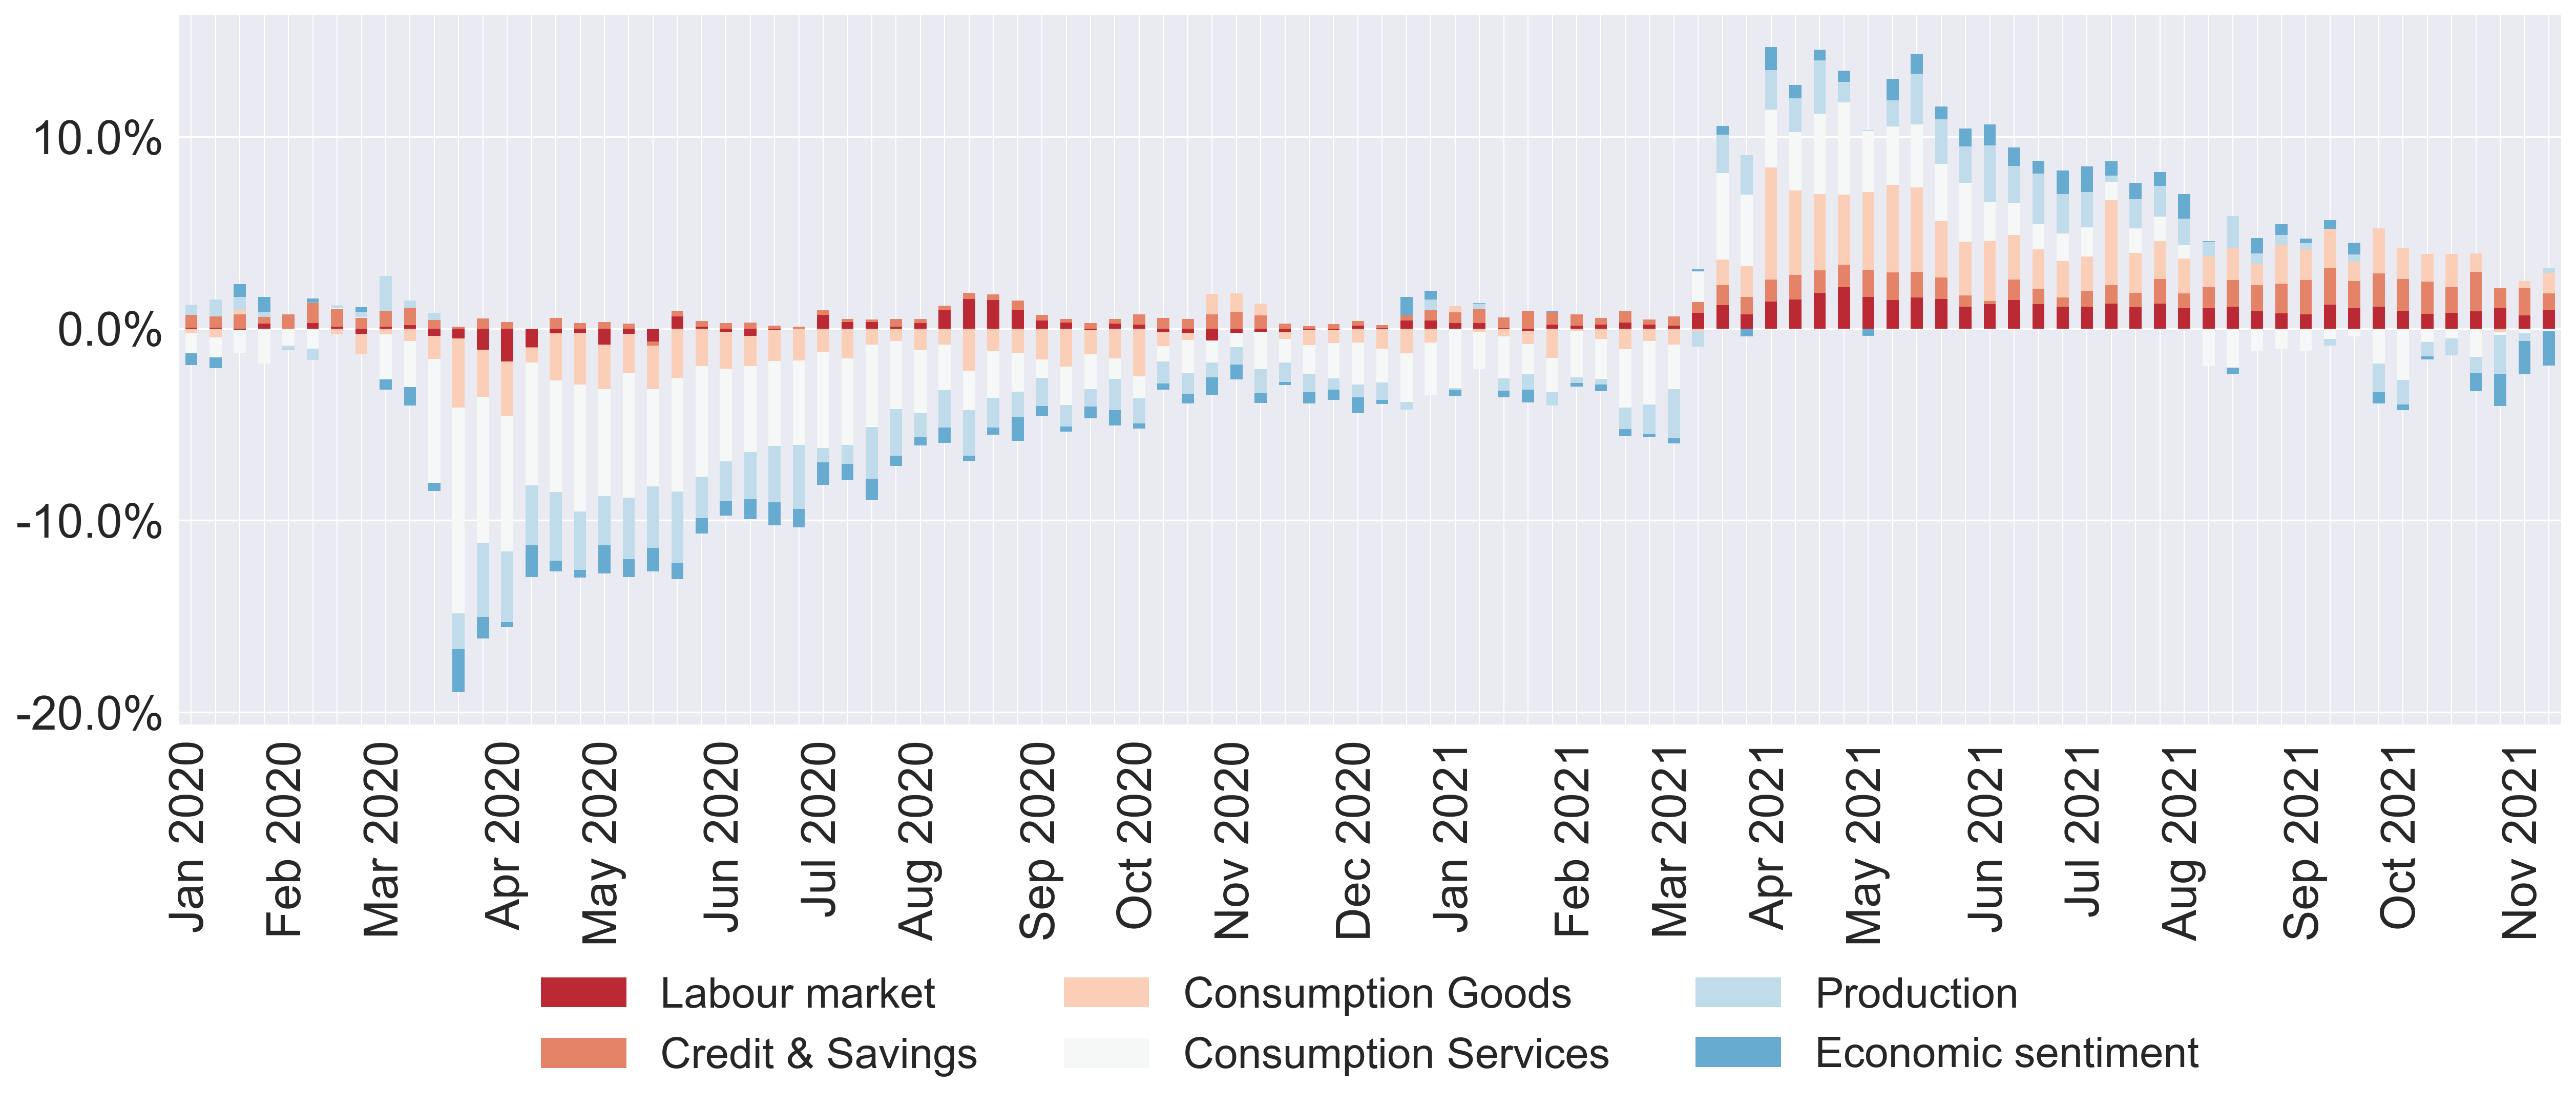 10.0%
0.0%
-10.0%
-20.0%
Jan 2020
Feb 2020
Mar 2020
Apr 2020
May 2020
Jun 2020
Jul 2020
Aug 2020
Sep 2020
Oct 2020
Nov 2020
Dec 2020
Jan 2021
Feb 2021
Mar 2021
Apr 2021
May 2021
Jun 2021
Jul 2021
Aug 2021
Sep 2021
Oct 2021
Nov 2021
Labour market
Consumption Goods
Production
Credit & Savings
Consumption Services
Economic sentiment